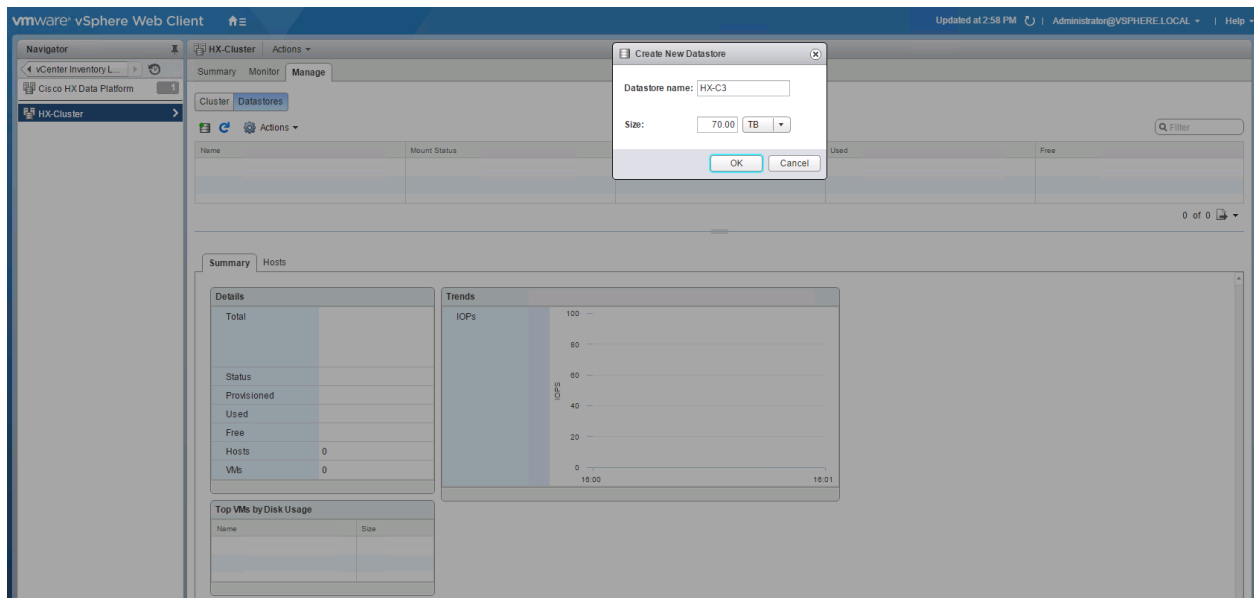 vmware® vSphere Web Client
Updated at 2:58 PM | Administrator@VSPHERE.LOCAL | Help
Navigator
vCenter Inventory L...
Cisco HX Data Platform 1
HX-Cluster
HX-Cluster Actions
Summary Monitor Manage
Cluster Datastores
Actions
Filter
Name Mount Status Used Free
0 of 0
Create New Datastore
Datastore name: HX-C3
Size: 70.00 TB
OK Cancel
Summary Hosts
Details
Total
Status
Provisioned
Used
Free
Hosts 0
VMs 0
Trends
IOPs
IOPS
100
80
60
40
20
0
16:00 16:01
Top VMs by Disk Usage
Name Size